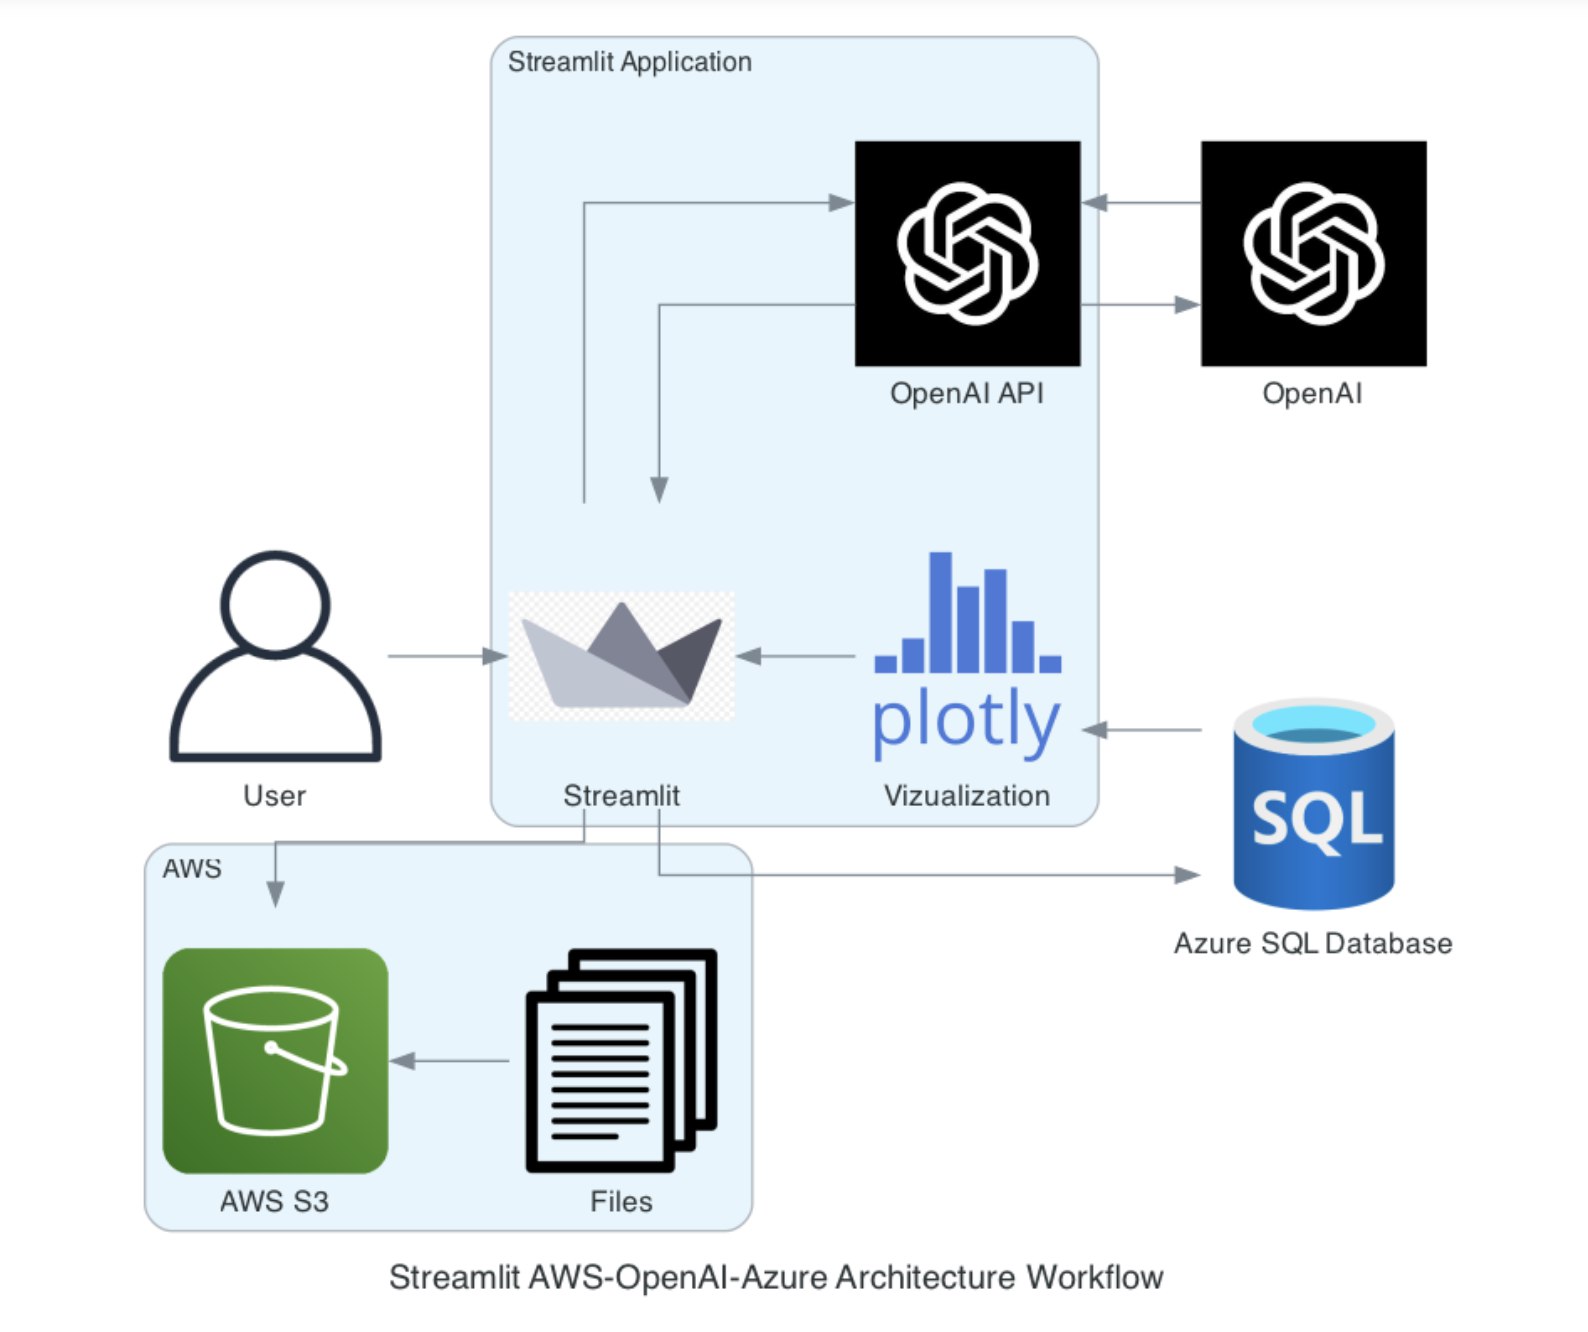 Streamlit Application
OpenAI API
OpenAI
plotly
User
Streamlit
Vizualization
SQL
Azure SQL Database
AWS
AWS S3
Files
Streamlit AWS-OpenAI-Azure Architecture Workflow